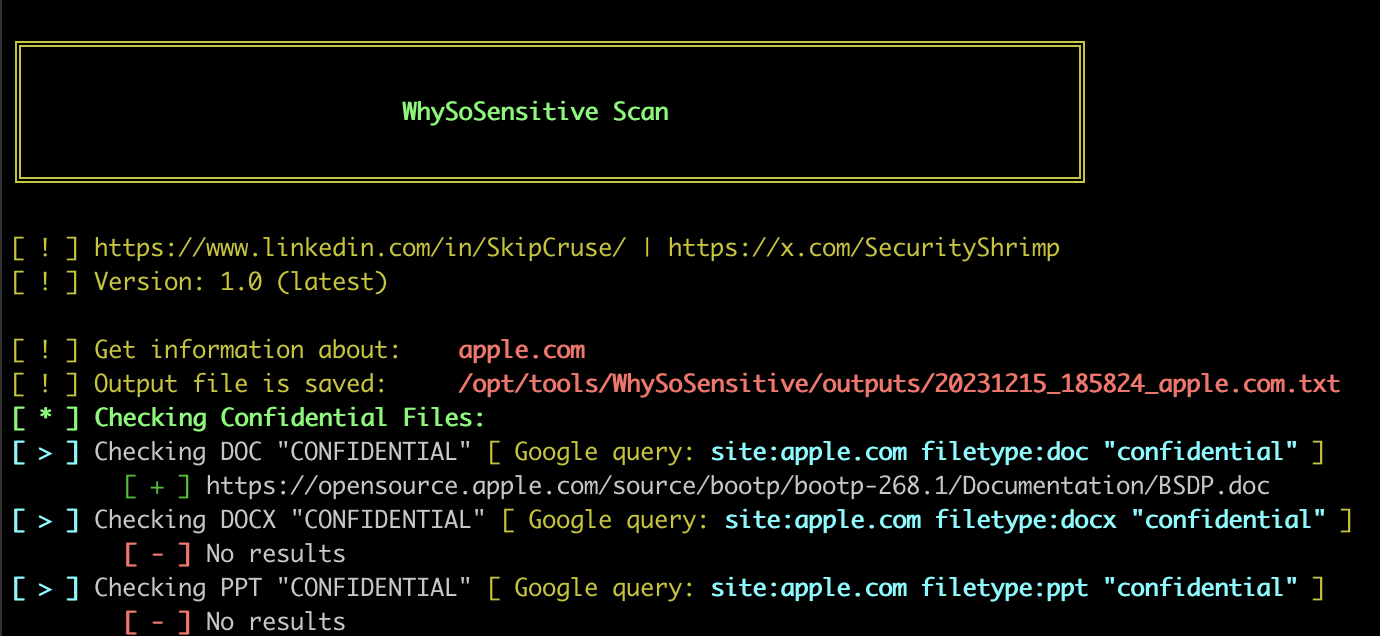 WhySoSensitive Scan
[ ! ] https://www.linkedin.com/in/SkipCruse/ | https://x.com/SecurityShrimp
[ ! ] Version: 1.0 (latest)
[ ! ] Get information about: apple.com
[ ! ] Output file is saved: /opt/tools/WhySoSensitive/outputs/20231215_185824_apple.com.txt
[ * ] Checking Confidential Files:
[ > ] Checking DOC "CONFIDENTIAL" [ Google query: site:apple.com filetype:doc "confidential" ]
[ + ] https://opensource.apple.com/source/bootp/bootp-268.1/Documentation/BSDP.doc
[ > ] Checking DOCX "CONFIDENTIAL" [ Google query: site:apple.com filetype:docx "confidential" ]
[ - ] No results
[ > ] Checking PPT "CONFIDENTIAL" [ Google query: site:apple.com filetype:ppt "confidential" ]
[ - ] No results